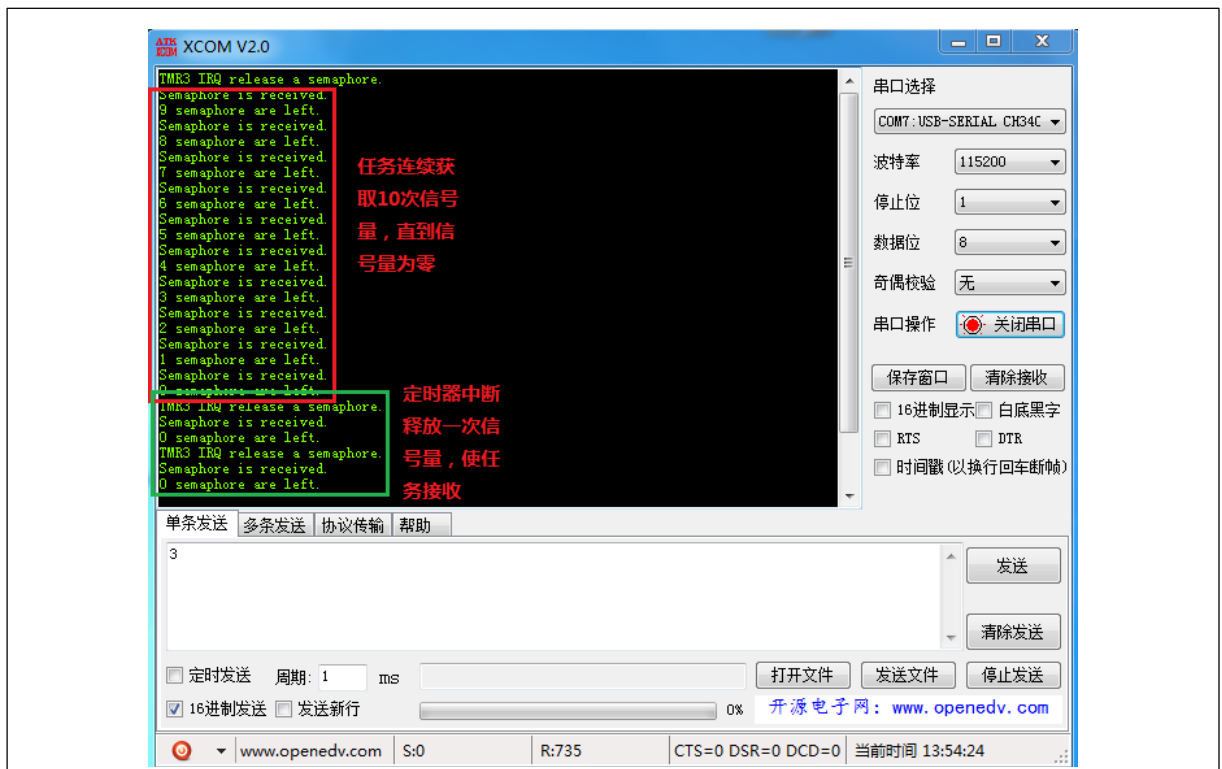 ATK
XCOM XCOM V2.0
TMR3 IRQ release a semaphore.
Semaphore is received.
9 semaphore are left.
Semaphore is received.
8 semaphore are left.
Semaphore is received.
7 semaphore are left.
Semaphore is received.
6 semaphore are left.
Semaphore is received.
5 semaphore are left.
Semaphore is received.
4 semaphore are left.
Semaphore is received.
3 semaphore are left.
Semaphore is received.
2 semaphore are left.
Semaphore is received.
1 semaphore are left.
Semaphore is received.
0 semaphore are left.
TMR3 IRQ release a semaphore.
Semaphore is received.
0 semaphore are left.
TMR3 IRQ release a semaphore.
Semaphore is received.
0 semaphore are left.
任务连续获
取10次信号
量，直到信
号量为零
定时器中断
释放一次信
号量，使任
务接收
串口选择
COM7:USB-SERIAL CH34C
波特率 115200
停止位 1
数据位 8
奇偶校验 无
串口操作 关闭串口
保存窗口 清除接收
16进制显示 白底黑字
RTS DTR
时间戳(以换行回车断帧)
单条发送 多条发送 协议传输 帮助
3
发送
清除发送
定时发送 周期: 1 ms 打开文件 发送文件 停止发送
16进制发送 发送新行 0% 开源电子网: www.openedv.com
www.openedv.com S:0 R:735 CTS=0 DSR=0 DCD=0 当前时间 13:54:24